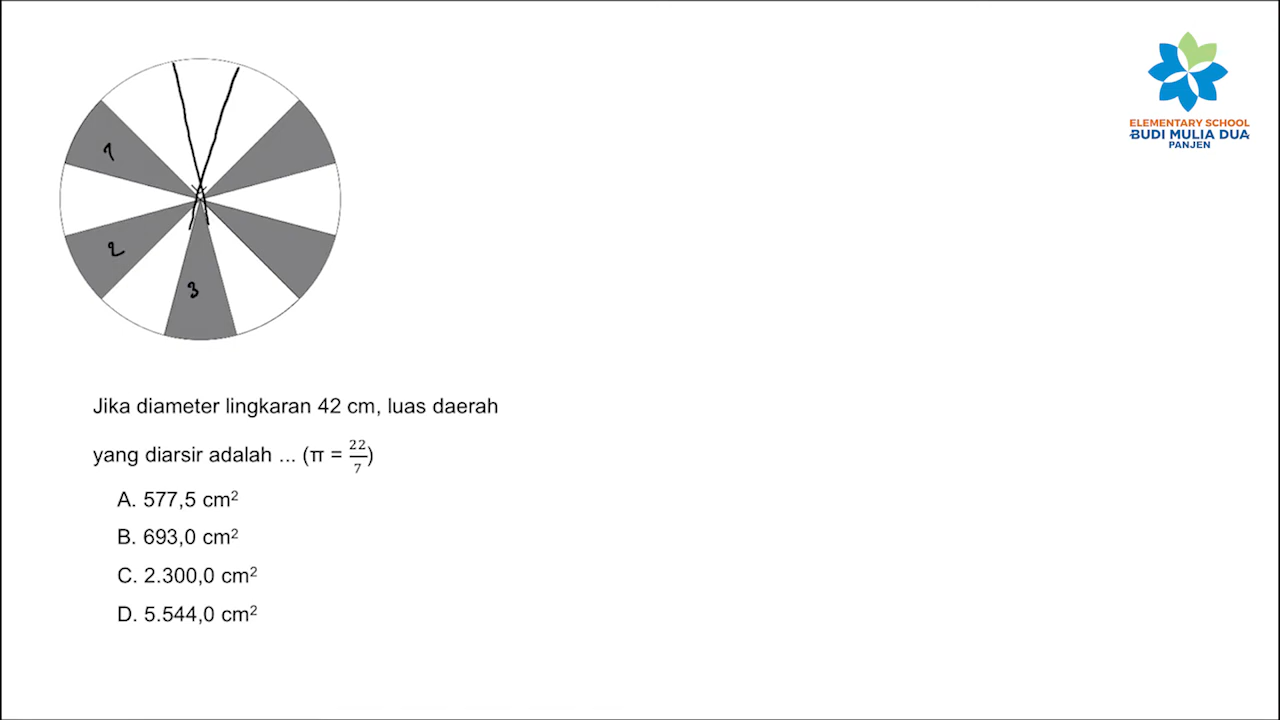 ELEMENTARY SCHOOL
BUDI MULIA DUA
PANJEN
1
2
3
Jika diameter lingkaran 42 cm, luas daerah
yang diarsir adalah ... (π = 22/7)
A. 577,5 cm²
B. 693,0 cm²
C. 2.300,0 cm²
D. 5.544,0 cm²